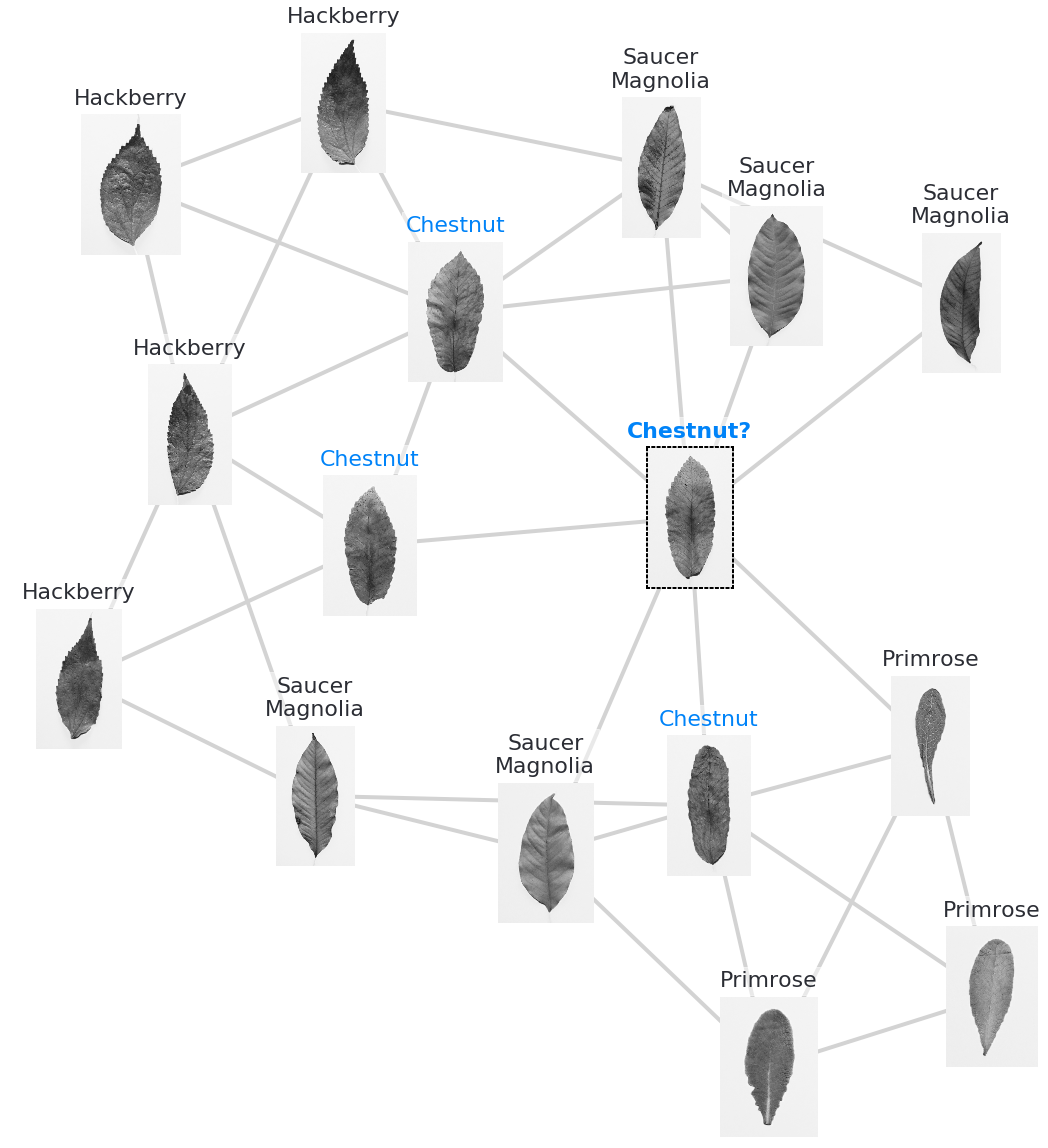 Hackberry
Hackberry
Saucer
Magnolia
Saucer
Magnolia
Saucer
Magnolia
Chestnut
Hackberry
Chestnut?
Chestnut
Hackberry
Primrose
Saucer
Magnolia
Chestnut
Saucer
Magnolia
Primrose
Primrose